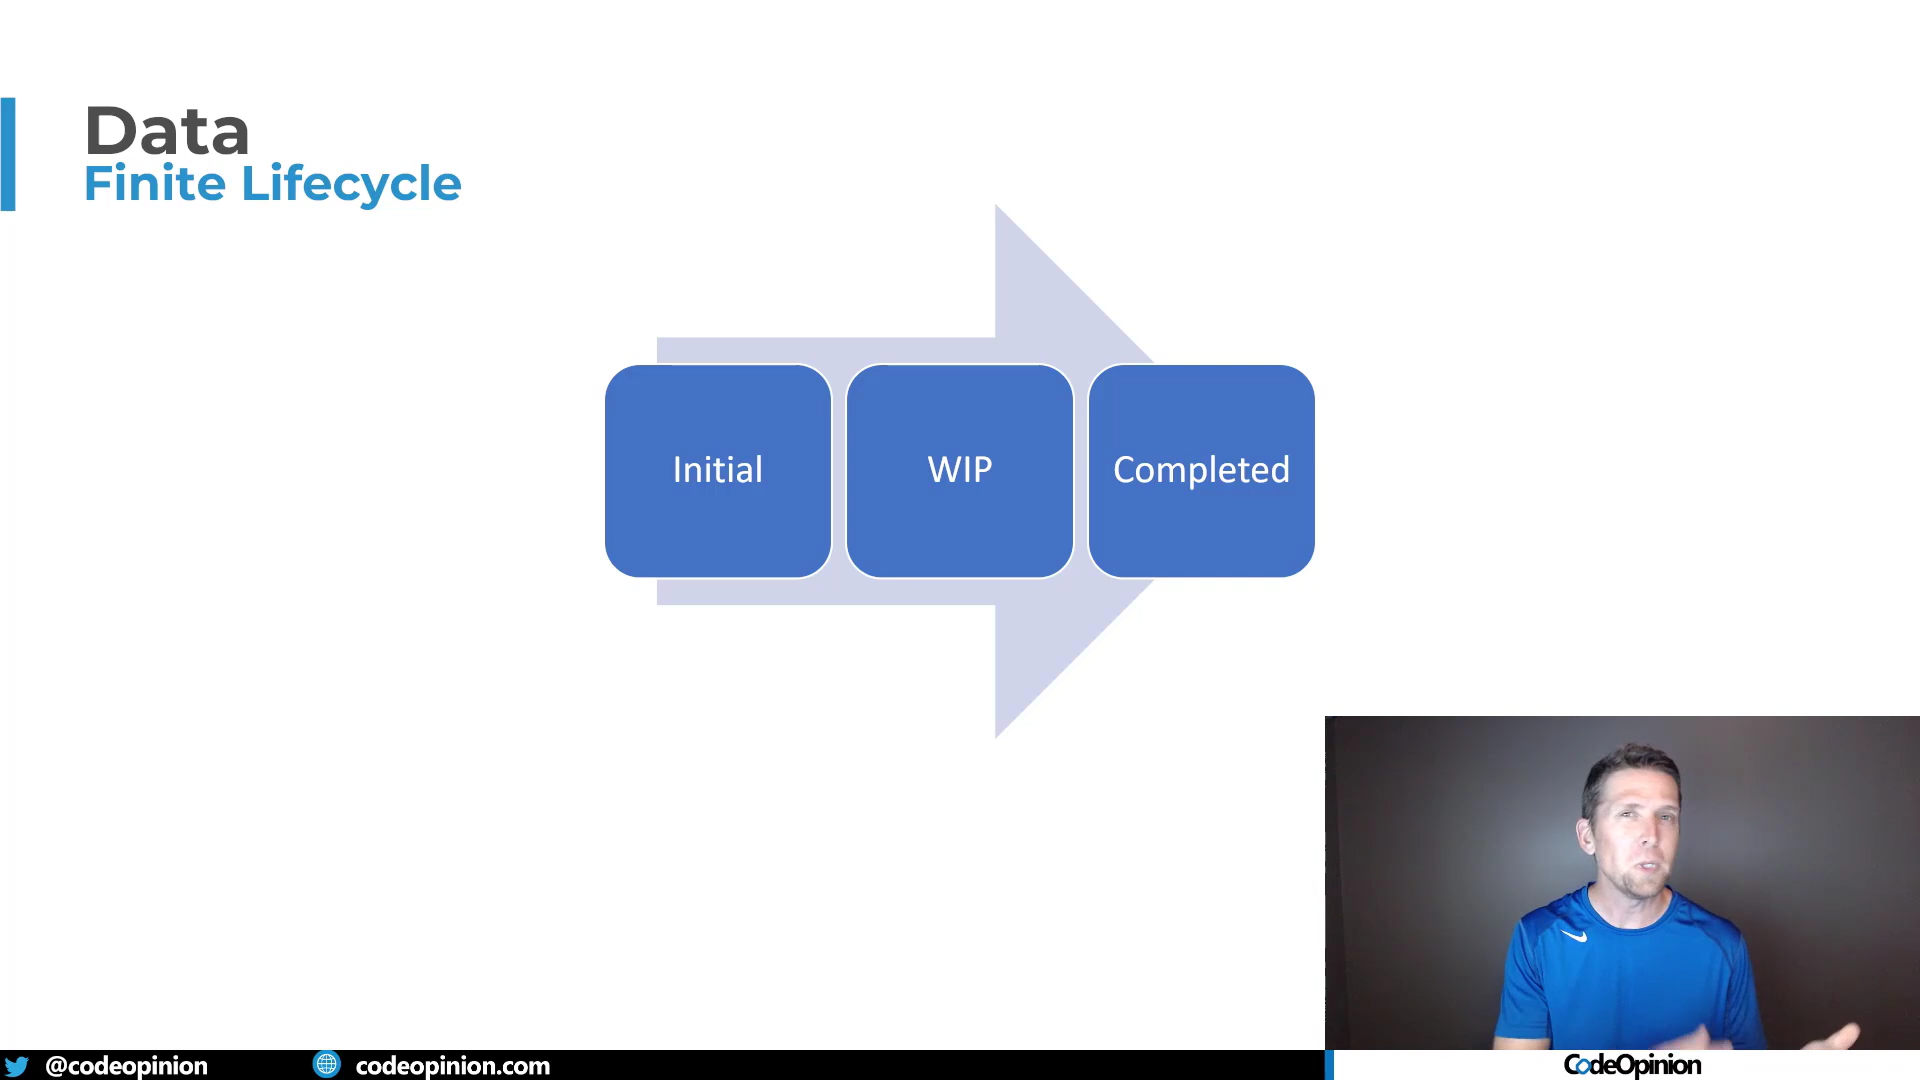 Data
Finite Lifecycle
Initial
WIP
Completed
@codeopinion
codeopinion.com
CodeOpinion